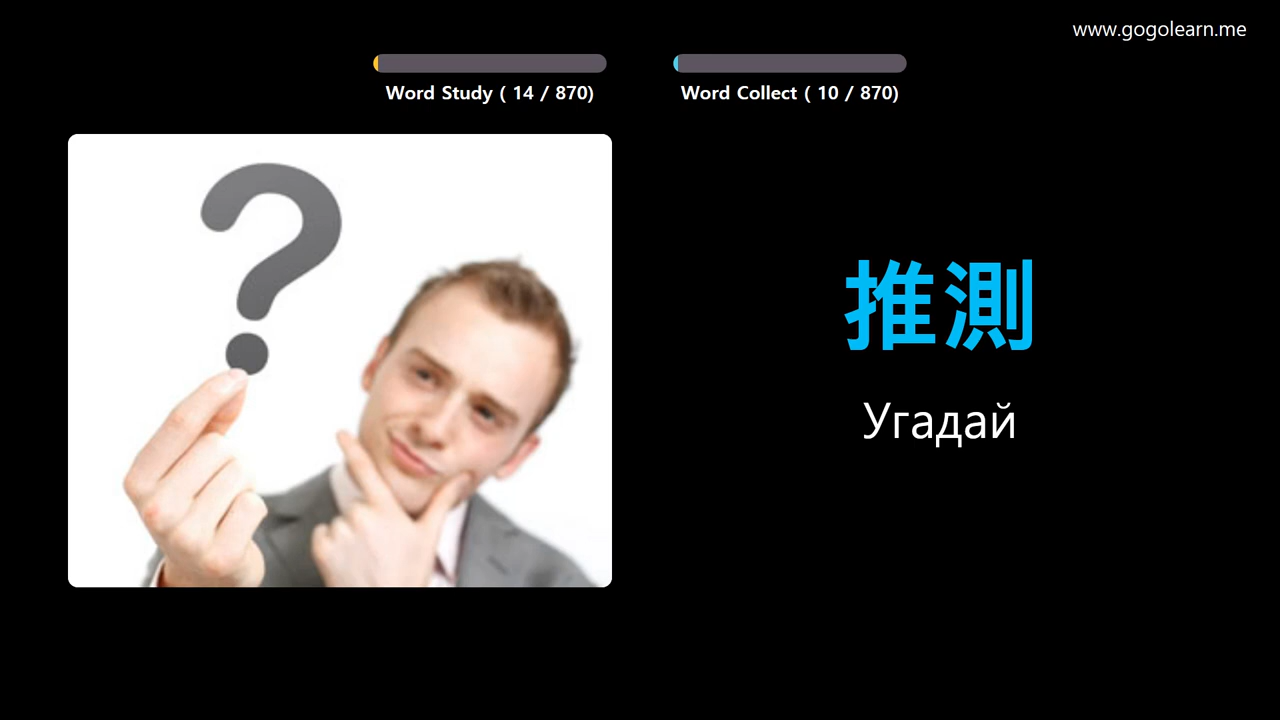 www.gogolearn.me
Word Study ( 14 / 870)
Word Collect ( 10 / 870)
?
推測
Угадай